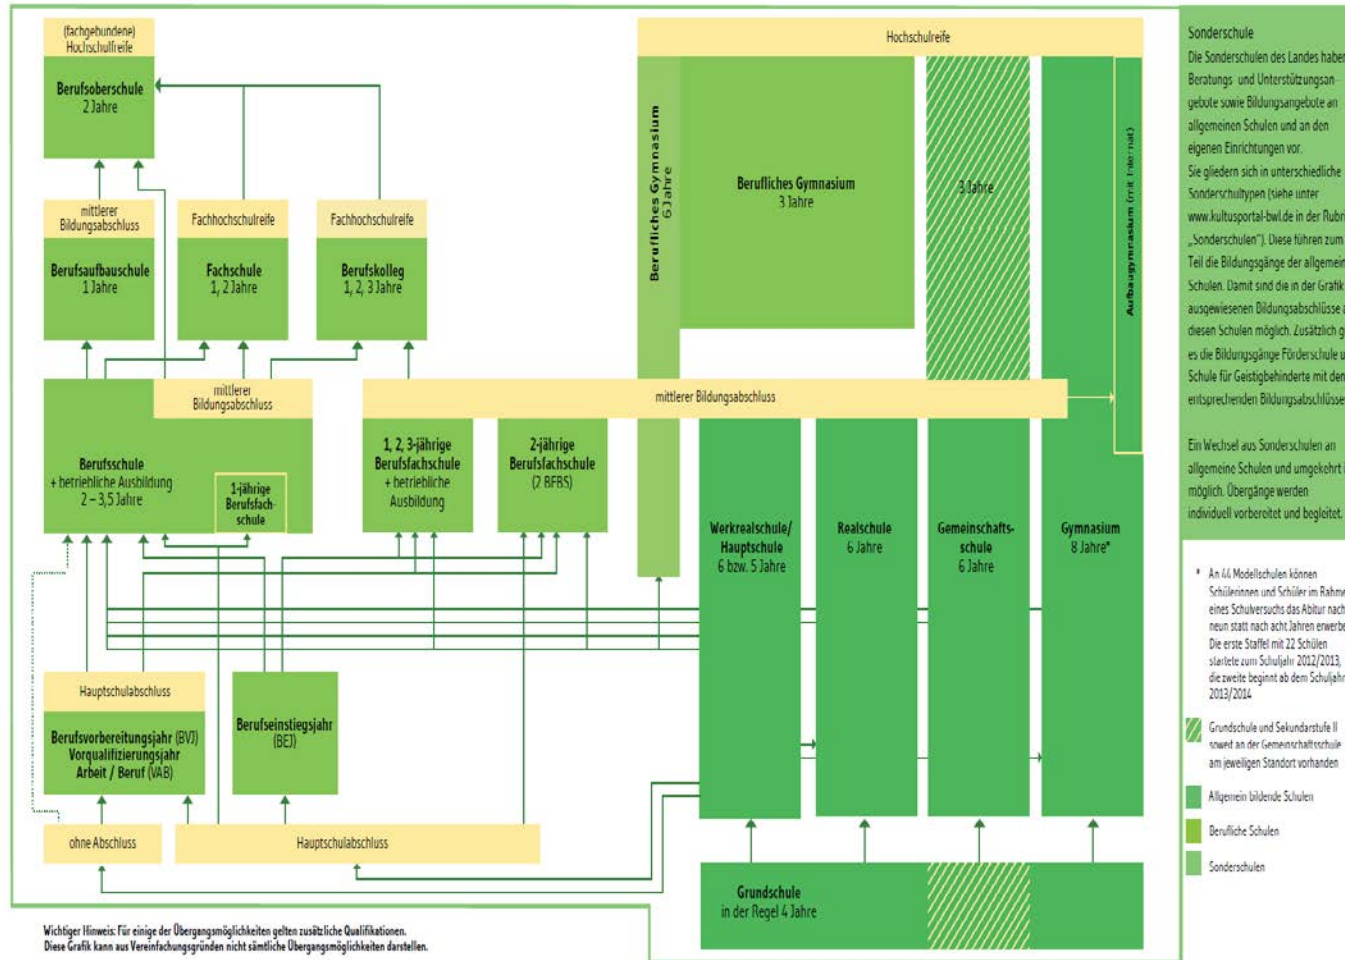 (fachgebundene)
Hochschulfreife
Berufsoberschule
2 Jahre
mittlerer
Bildungsabschluss
Berufsaufbauschule
1 Jahre
Fachhochschulreife
Fachschule
1, 2 Jahre
Fachhochschulreife
Berufskolleg
1, 2, 3 Jahre
Hochschulreife
Berufliches Gymnasium
6 Jahre
Berufliches Gymnasium
3 Jahre
3 Jahre
Aufbaugymnasium (mit Internat)
mittlerer
Bildungsabschluss
Berufsschule
+ betriebliche Ausbildung
2 – 3,5 Jahre
1-jährige
Berufsfach-
schule
mittlerer Bildungsabschluss
1, 2, 3-jährige
Berufsfachschule
+ betriebliche
Ausbildung
2-jährige
Berufsfachschule
(2 BFBS)
Werkrealschule/
Hauptschule
6 bzw. 5 Jahre
Realschule
6 Jahre
Gemeinschafts-
schule
6 Jahre
Gymnasium
8 Jahre*
Hauptschulabschluss
Berufsvorbereitungsjahr (BVJ)
Vorqualifizierungsjahr
Arbeit / Beruf (VAB)
Berufseinstiegsjahr
(BEJ)
ohne Abschluss
Hauptschulabschluss
Grundschule
in der Regel 4 Jahre
Wichtiger Hinweis: Für einige der Übergangsmöglichkeiten gelten zusätzliche Qualifikationen.
Diese Grafik kann aus Vereinfachungsgründen nicht sämtliche Übergangsmöglichkeiten darstellen.
Sonderschule
Die Sonderschulen des Landes haben
Beratungs- und Unterstützungsan-
gebote sowie Bildungsangebote an
allgemeinen Schulen und an den
eigenen Einrichtungen vor.
Sie gliedern sich in unterschiedliche
Sonderschultypen (siehe unter
www.kultusportal-bwl.de in der Rubri
„Sonderschulen"). Diese führen zum
Teil die Bildungsgänge der allgemein
Schulen. Damit sind die in der Grafik
ausgewiesenen Bildungsabschlüsse a
diesen Schulen möglich. Zusätzlich g
es die Bildungsgänge Förderschule u
Schule für Geistigbehinderte mit den
entsprechenden Bildungsabschlüsse
Ein Wechsel aus Sonderschulen an
allgemeine Schulen und umgekehrt i
möglich. Übergänge werden
individuell vorbereitet und begleitet.
* An 44 Modellschulen können
Schülerinnen und Schüler im Rahme
eines Schulversuchs das Abitur nach
neun statt nach acht Jahren erwerbe
Die erste Staffel mit 22 Schülen
startete zum Schuljahr 2012/2013,
die zweite beginnt ab dem Schuljahr
2013/2014
Grundschule und Sekundarstufe II
soweit an der Gemeinschaftsschule
am jeweiligen Standort vorhanden
Allgemein bildende Schulen
Berufliche Schulen
Sonderschulen